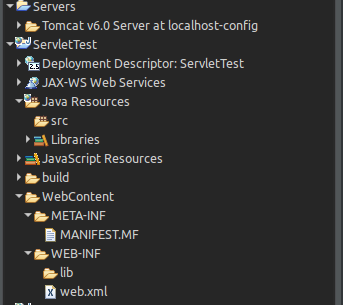 Servers
Tomcat v6.0 Server at localhost-config
ServletTest
Deployment Descriptor: ServletTest
JAX-WS Web Services
Java Resources
src
Libraries
JavaScript Resources
build
WebContent
META-INF
MANIFEST.MF
WEB-INF
lib
web.xml